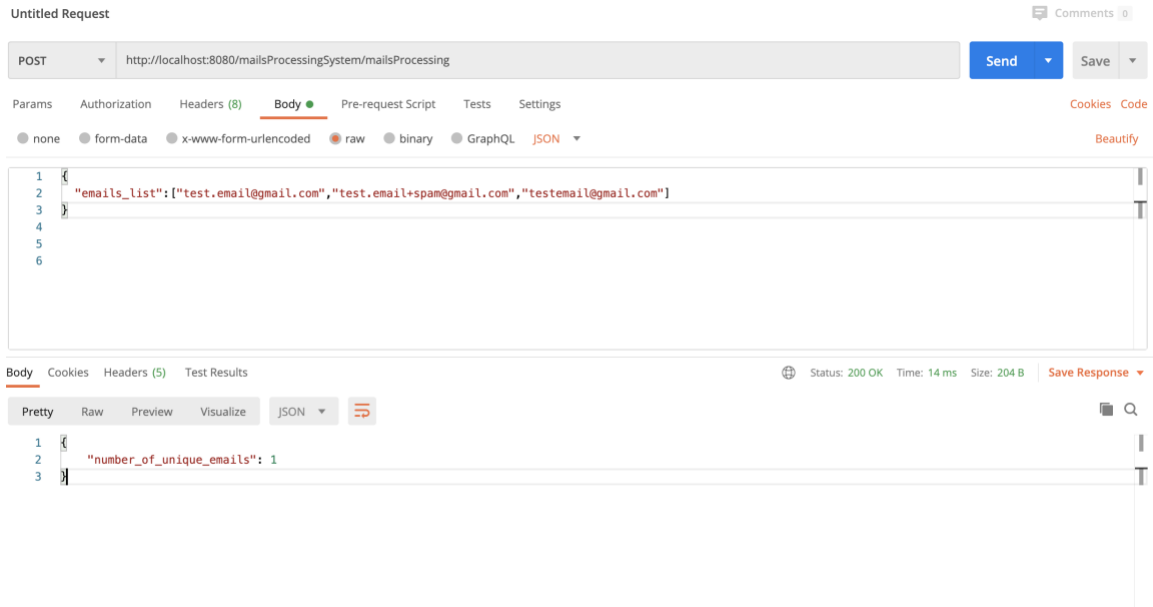 Untitled Request Comments 0
POST http://localhost:8080/mailsProcessingSystem/mailsProcessing Send Save
Params Authorization Headers (8) Body Pre-request Script Tests Settings Cookies Code
none form-data x-www-form-urlencoded raw binary GraphQL JSON Beautify
1 {
2 "emails_list":["test.email@gmail.com","test.email+spam@gmail.com","testemail@gmail.com"]
3 }
4
5
6
Body Cookies Headers (5) Test Results Status: 200 OK Time: 14 ms Size: 204 B Save Response
Pretty Raw Preview Visualize JSON
1 {
2 "number_of_unique_emails": 1
3 }